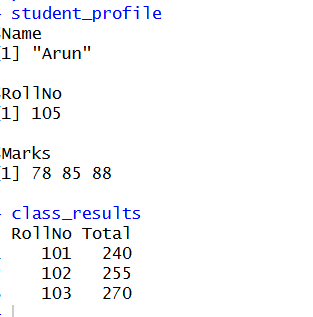 student_profile
Name
[1] "Arun"
RollNo
[1] 105
Marks
[1] 78 85 88
class_results
RollNo Total
101 240
102 255
103 270